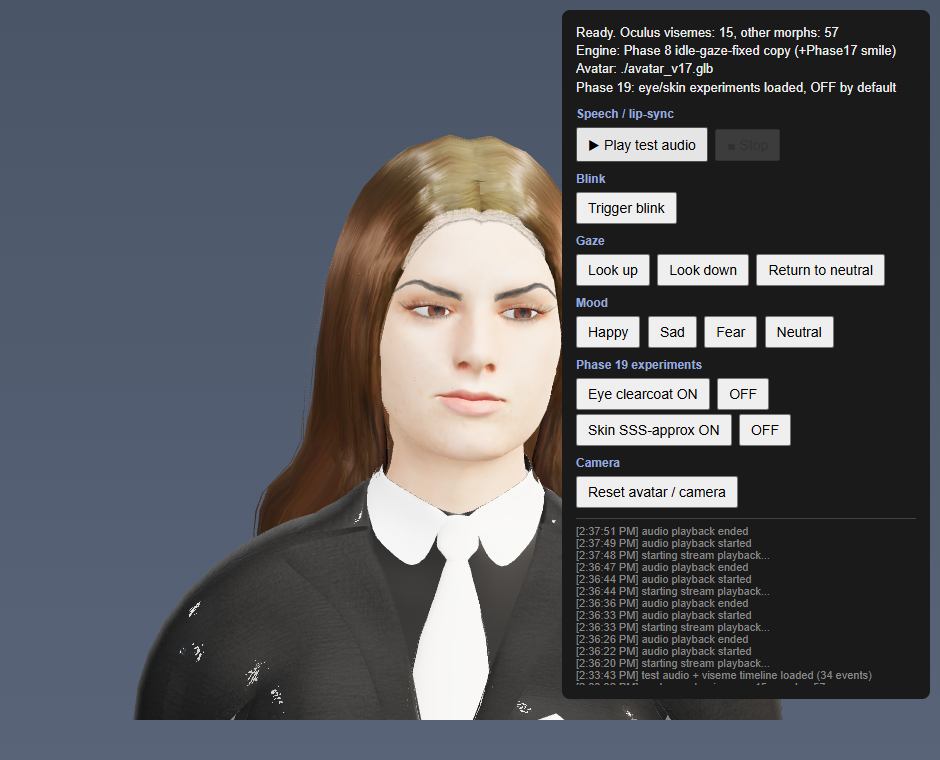 Ready. Oculus visemes: 15, other morphs: 57
Engine: Phase 8 idle-gaze-fixed copy (+Phase17 smile)
Avatar: ./avatar_v17.glb
Phase 19: eye/skin experiments loaded, OFF by default
Speech / lip-sync
▶ Play test audio ■ Stop
Blink
Trigger blink
Gaze
Look up Look down Return to neutral
Mood
Happy Sad Fear Neutral
Phase 19 experiments
Eye clearcoat ON OFF
Skin SSS-approx ON OFF
Camera
Reset avatar / camera
[2:37:51 PM] audio playback ended
[2:37:49 PM] audio playback started
[2:37:48 PM] starting stream playback...
[2:36:47 PM] audio playback ended
[2:36:44 PM] audio playback started
[2:36:44 PM] starting stream playback...
[2:36:36 PM] audio playback ended
[2:36:33 PM] audio playback started
[2:36:33 PM] starting stream playback...
[2:36:26 PM] audio playback ended
[2:36:22 PM] audio playback started
[2:36:20 PM] starting stream playback...
[2:33:43 PM] test audio + viseme timeline loaded (34 events)